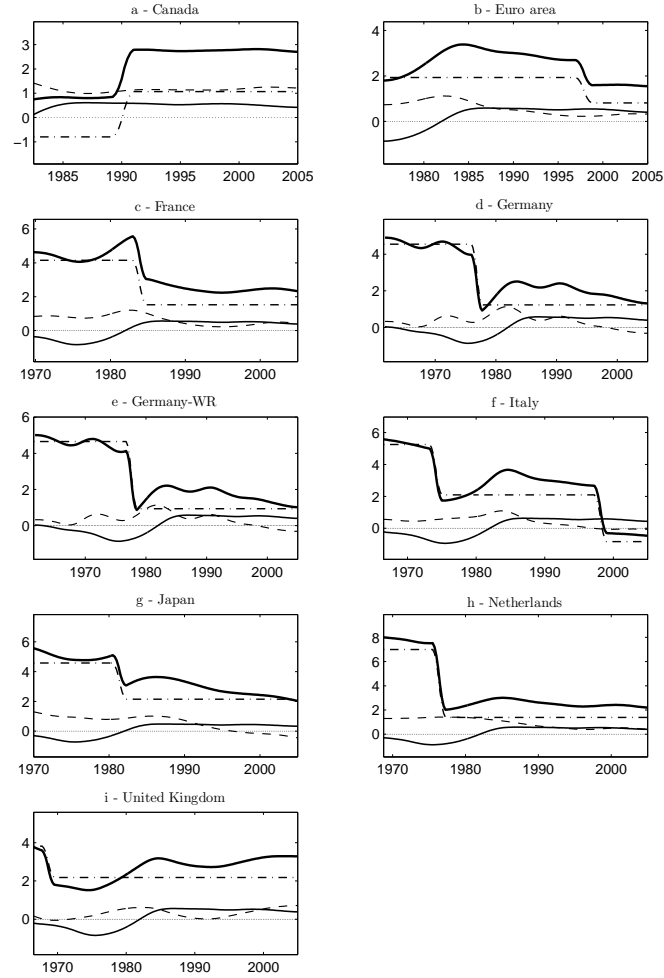 a - Canada
3
2
1
0
−1
1985 1990 1995 2000 2005
b - Euro area
4
2
0
1980 1985 1990 1995 2000 2005
c - France
6
4
2
0
1970 1980 1990 2000
d - Germany
4
2
0
1970 1980 1990 2000
e - Germany-WR
6
4
2
0
1970 1980 1990 2000
f - Italy
6
4
2
0
1970 1980 1990 2000
g - Japan
6
4
2
0
1970 1980 1990 2000
h - Netherlands
8
6
4
2
0
1970 1980 1990 2000
i - United Kingdom
4
2
0
1970 1980 1990 2000